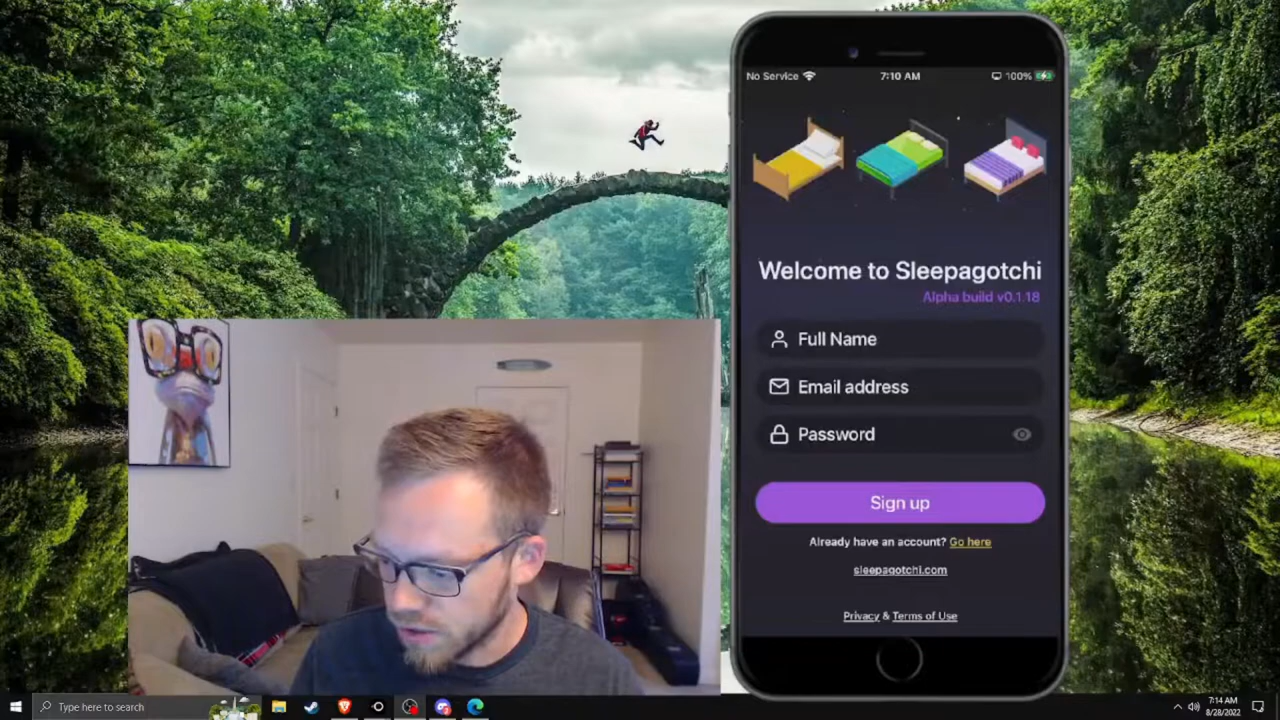 No Service
7:10 AM
100%
Welcome to Sleepagotchi
Alpha build v0.1.18
Full Name
Email address
Password
Sign up
Already have an account? Go here
sleepagotchi.com
Privacy & Terms of Use
Type here to search
7:14 AM
8/28/2022